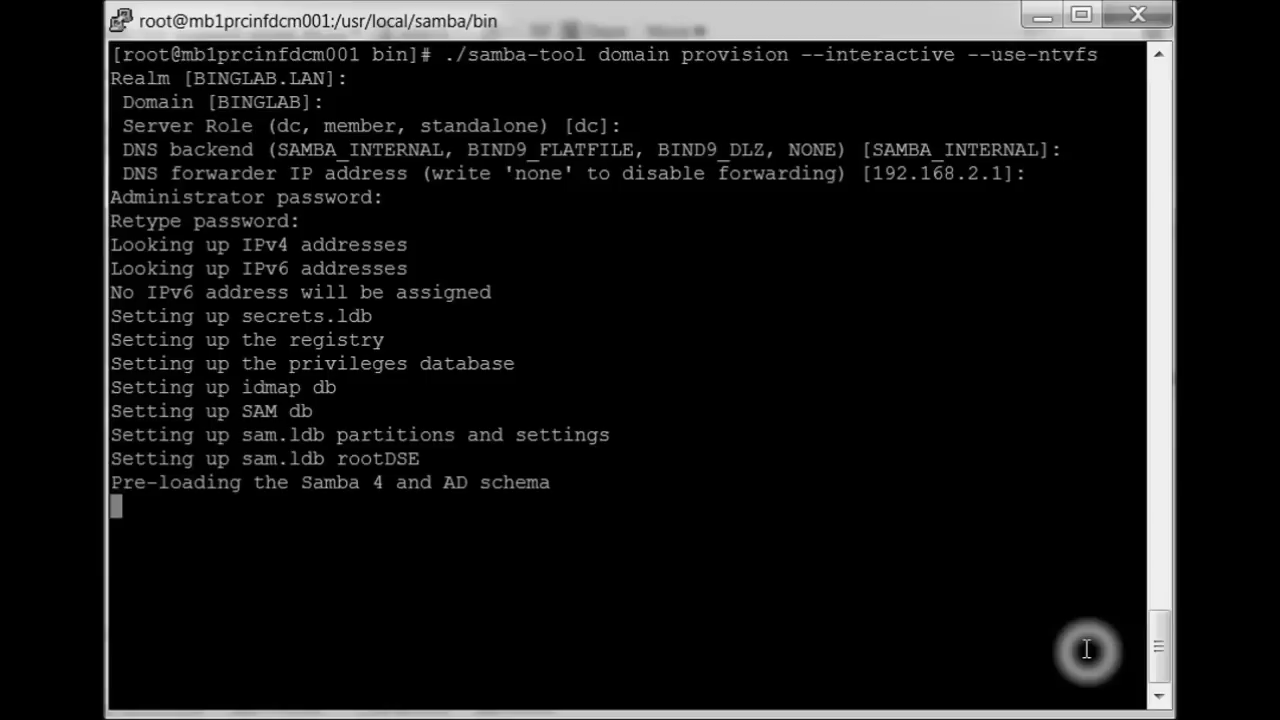 root@mb1prcinfdcm001:/usr/local/samba/bin
[root@mb1prcinfdcm001 bin]# ./samba-tool domain provision --interactive --use-ntvfs
Realm [BINGLAB.LAN]:
Domain [BINGLAB]:
Server Role (dc, member, standalone) [dc]:
DNS backend (SAMBA_INTERNAL, BIND9_FLATFILE, BIND9_DLZ, NONE) [SAMBA_INTERNAL]:
DNS forwarder IP address (write 'none' to disable forwarding) [192.168.2.1]:
Administrator password:
Retype password:
Looking up IPv4 addresses
Looking up IPv6 addresses
No IPv6 address will be assigned
Setting up secrets.ldb
Setting up the registry
Setting up the privileges database
Setting up idmap db
Setting up SAM db
Setting up sam.ldb partitions and settings
Setting up sam.ldb rootDSE
Pre-loading the Samba 4 and AD schema